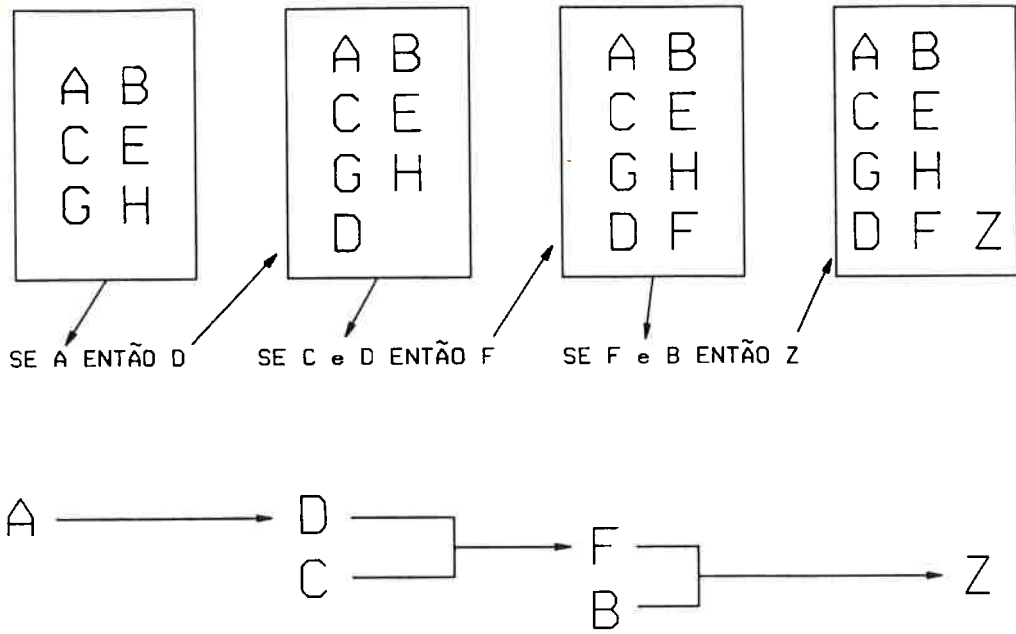 A B
C E
G H
A B
C E
G H
D
A B
C E
G H
D F
A B
C E
G H
D F Z
SE A ENTÃO D
SE C e D ENTÃO F
SE F e B ENTÃO Z
A
D
C
F
B
Z